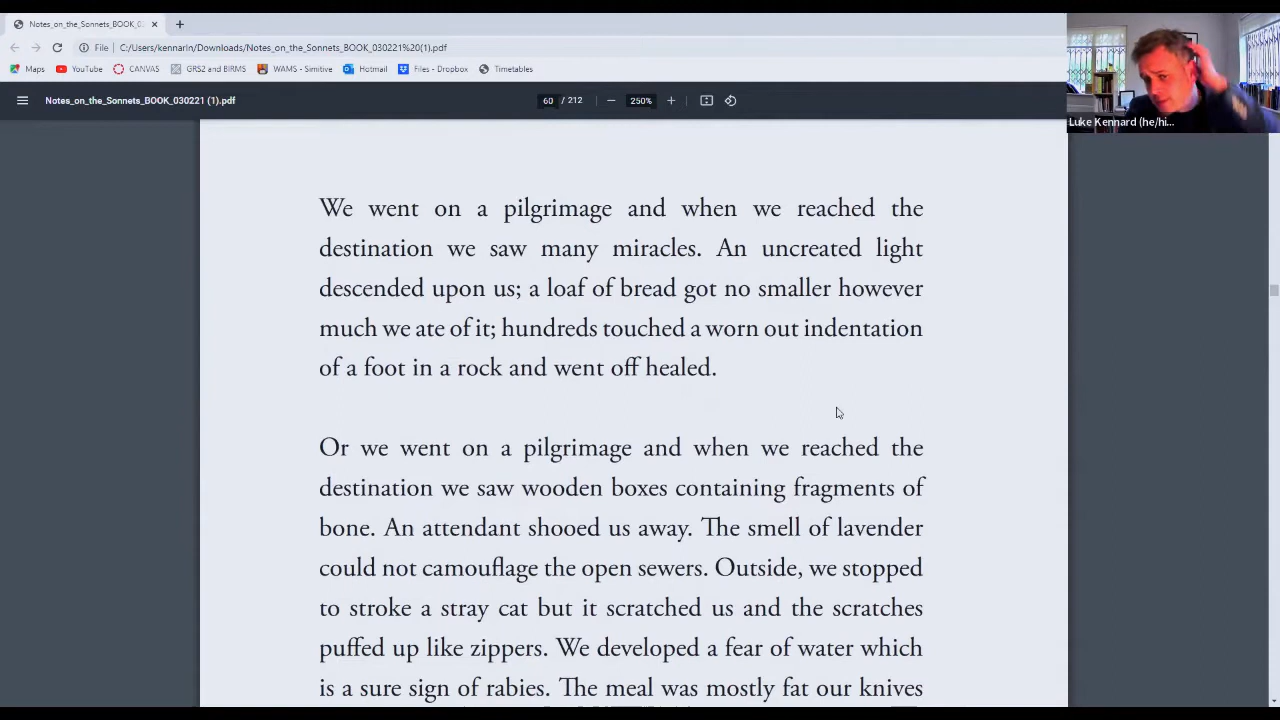 Notes_on_the_Sonnets_BOOK_03
File
C:/Users/kennarln/Downloads/Notes_on_the_Sonnets_BOOK_030221%20(1).pdf
Maps
YouTube
CANVAS
GRS2 and BIRMS
WAMS - Simitive
Hotmail
Files - Dropbox
Timetables
Notes_on_the_Sonnets_BOOK_030221 (1).pdf
60 / 212
250%
Luke Kennard (he/hi...
We went on a pilgrimage and when we reached the
destination we saw many miracles. An uncreated light
descended upon us; a loaf of bread got no smaller however
much we ate of it; hundreds touched a worn out indentation
of a foot in a rock and went off healed.
Or we went on a pilgrimage and when we reached the
destination we saw wooden boxes containing fragments of
bone. An attendant shooed us away. The smell of lavender
could not camouflage the open sewers. Outside, we stopped
to stroke a stray cat but it scratched us and the scratches
puffed up like zippers. We developed a fear of water which
is a sure sign of rabies. The meal was mostly fat our knives